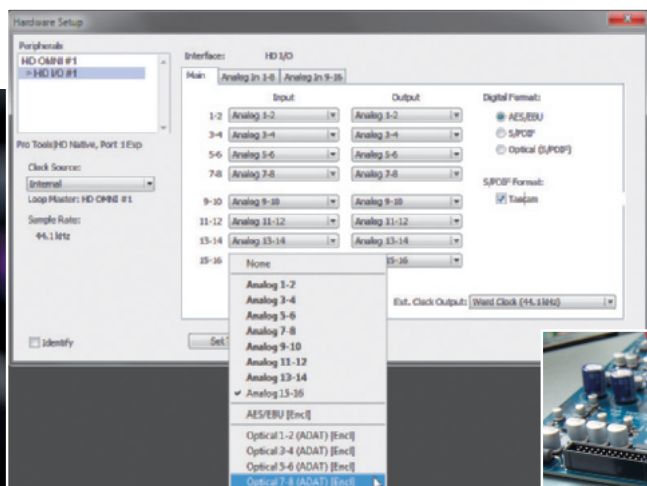 Hardware Setup
Peripherals
HD OMNI #1
HD I/O #1
Pro Tools|HD Native, Port 1 Exp
Clock Source:
Internal
Loop Master: HD OMNI #1
Sample Rate:
44.1 kHz
Identify
Interface: HD I/O
Main Analog In 1-8 Analog In 9-16
Input Output
1-2 Analog 1-2 Analog 1-2
3-4 Analog 3-4 Analog 3-4
5-6 Analog 5-6 Analog 5-6
7-8 Analog 7-8 Analog 7-8
9-10 Analog 9-10 Analog 9-10
11-12 Analog 11-12 Analog 11-12
13-14 Analog 13-14 Analog 13-14
15-16 15-16
Digital Format:
AES/EBU
S/PDIF
Optical (S/PDIF)
S/PDIF Format:
Tascam
Ext. Clock Output: Word Clock (44.1kHz)
Set
None
Analog 1-2
Analog 3-4
Analog 5-6
Analog 7-8
Analog 9-10
Analog 11-12
Analog 13-14
Analog 15-16
AES/EBU [Encl]
Optical 1-2 (ADAT) [Encl]
Optical 3-4 (ADAT) [Encl]
Optical 5-6 (ADAT) [Encl]
Optical 7-8 (ADAT) [Encl]